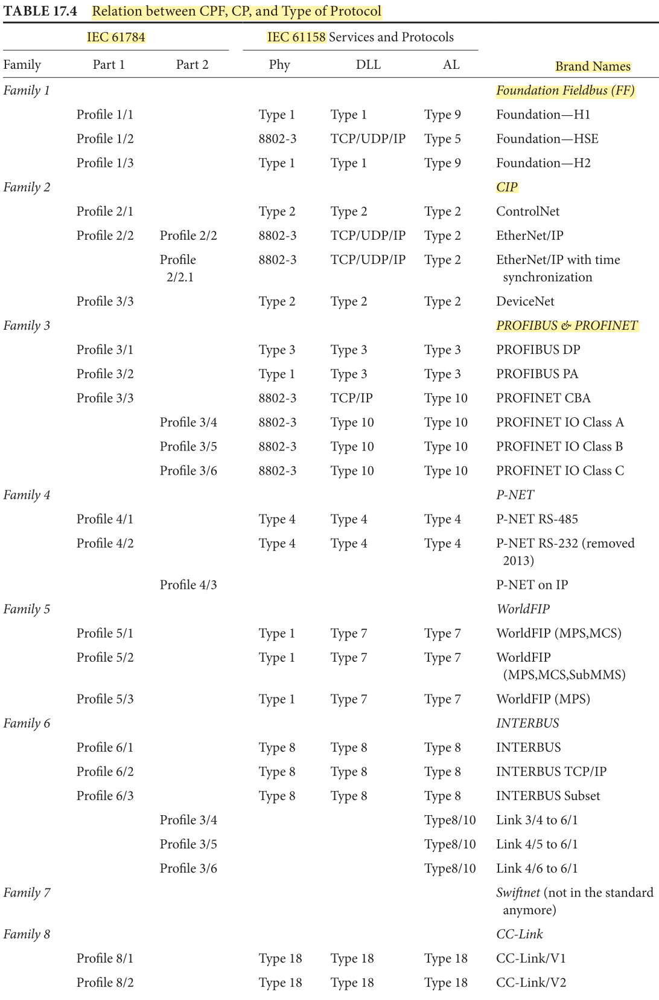 TABLE 17.4 Relation between CPF, CP, and Type of Protocol
IEC 61784 IEC 61158 Services and Protocols
Family Part 1 Part 2 Phy DLL AL Brand Names
Family 1 Foundation Fieldbus (FF)
Profile 1/1 Type 1 Type 1 Type 9 Foundation—H1
Profile 1/2 8802-3 TCP/UDP/IP Type 5 Foundation—HSE
Profile 1/3 Type 1 Type 1 Type 9 Foundation—H2
Family 2 CIP
Profile 2/1 Type 2 Type 2 Type 2 ControlNet
Profile 2/2 Profile 2/2 8802-3 TCP/UDP/IP Type 2 EtherNet/IP
Profile 8802-3 TCP/UDP/IP Type 2 EtherNet/IP with time
2/2.1 synchronization
Profile 3/3 Type 2 Type 2 Type 2 DeviceNet
Family 3 PROFIBUS & PROFINET
Profile 3/1 Type 3 Type 3 Type 3 PROFIBUS DP
Profile 3/2 Type 1 Type 3 Type 3 PROFIBUS PA
Profile 3/3 8802-3 TCP/IP Type 10 PROFINET CBA
Profile 3/4 8802-3 Type 10 Type 10 PROFINET IO Class A
Profile 3/5 8802-3 Type 10 Type 10 PROFINET IO Class B
Profile 3/6 8802-3 Type 10 Type 10 PROFINET IO Class C
Family 4 P-NET
Profile 4/1 Type 4 Type 4 Type 4 P-NET RS-485
Profile 4/2 Type 4 Type 4 Type 4 P-NET RS-232 (removed
2013)
Profile 4/3 P-NET on IP
Family 5 WorldFIP
Profile 5/1 Type 1 Type 7 Type 7 WorldFIP (MPS,MCS)
Profile 5/2 Type 1 Type 7 Type 7 WorldFIP
(MPS,MCS,SubMMS)
Profile 5/3 Type 1 Type 7 Type 7 WorldFIP (MPS)
Family 6 INTERBUS
Profile 6/1 Type 8 Type 8 Type 8 INTERBUS
Profile 6/2 Type 8 Type 8 Type 8 INTERBUS TCP/IP
Profile 6/3 Type 8 Type 8 Type 8 INTERBUS Subset
Profile 3/4 Type8/10 Link 3/4 to 6/1
Profile 3/5 Type8/10 Link 4/5 to 6/1
Profile 3/6 Type8/10 Link 4/6 to 6/1
Family 7 Swiftnet (not in the standard
anymore)
Family 8 CC-Link
Profile 8/1 Type 18 Type 18 Type 18 CC-Link/V1
Profile 8/2 Type 18 Type 18 Type 18 CC-Link/V2